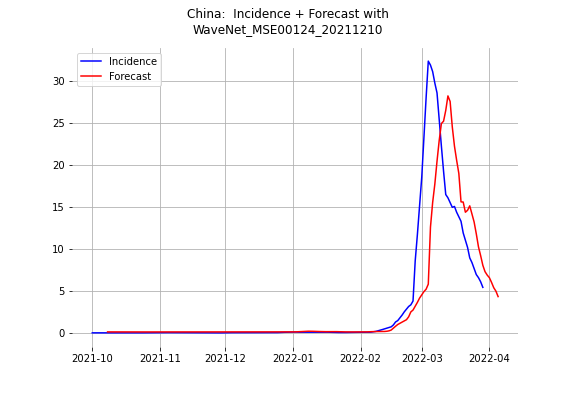 China:  Incidence + Forecast with
WaveNet_MSE00124_20211210
Incidence
Forecast
30
25
20
15
10
5
0
2021-10 2021-11 2021-12 2022-01 2022-02 2022-03 2022-04